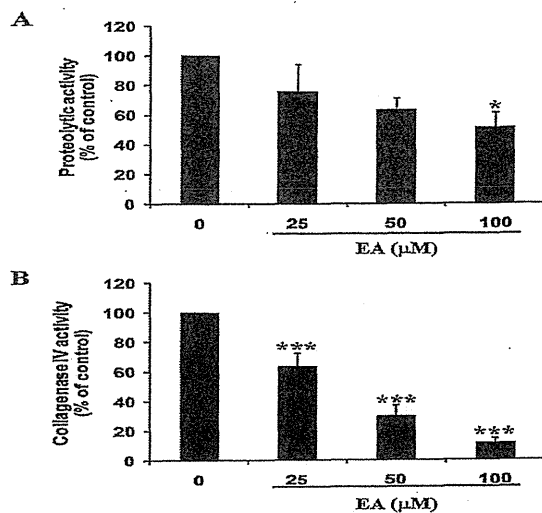 A
Proteolytic activity
(% of control)
120
100
80
60
40
20
0
*
0 25 50 100
EA (μM)
B
Collagenase IV activity
(% of control)
120
100
80
60
40
20
0
***
***
***
0 25 50 100
EA (μM)